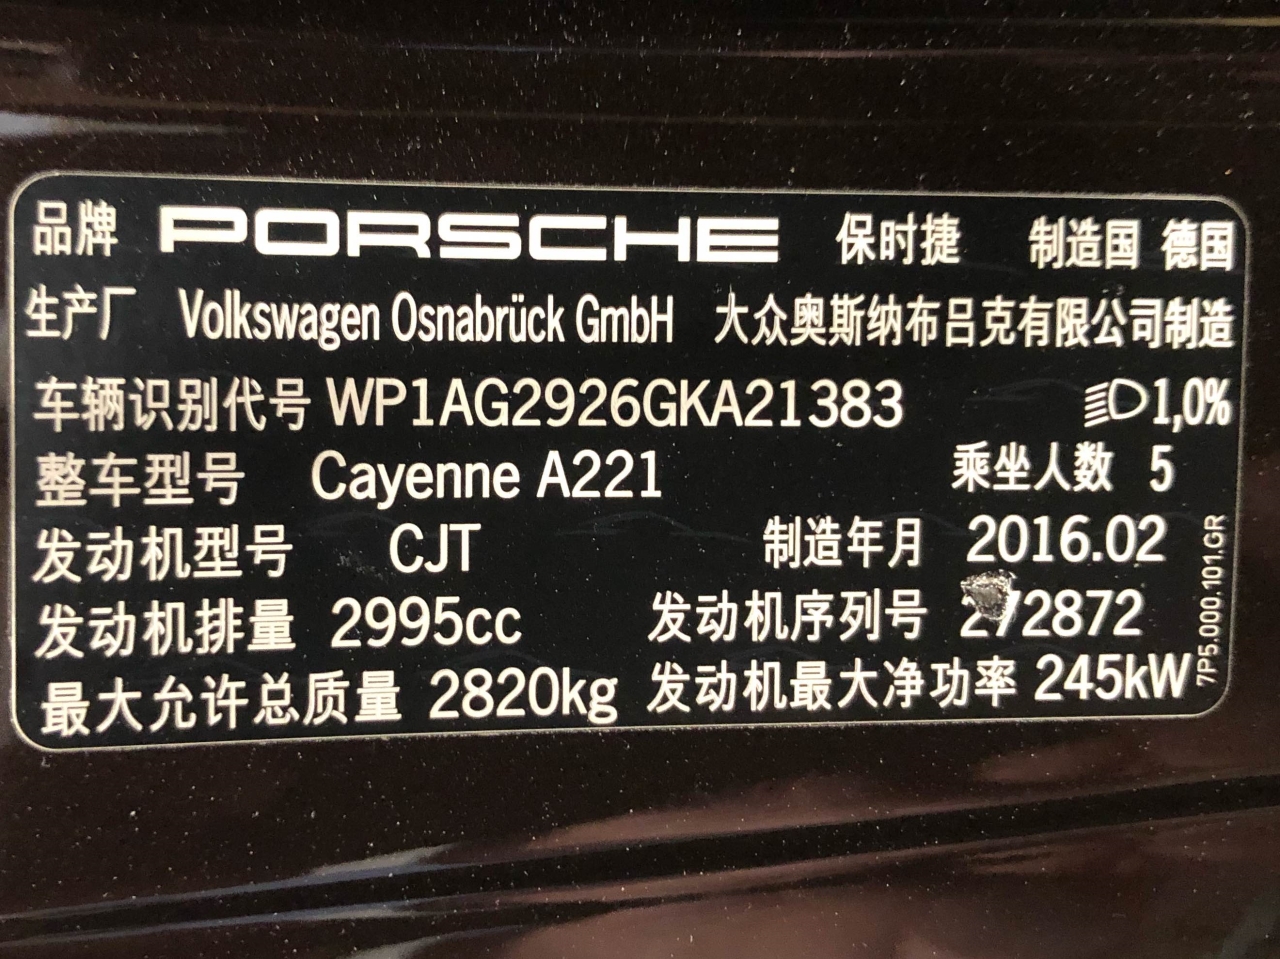 品牌 PORSCHE 保时捷 制造国 德国
生产厂 Volkswagen Osnabrück GmbH 大众奥斯纳布吕克有限公司制造
车辆识别代号 WP1AG2926GKA21383 1,0%
整车型号 Cayenne A221 乘坐人数 5
发动机型号 CJT 制造年月 2016.02
发动机排量 2995cc 发动机序列号 272872
最大允许总质量 2820kg 发动机最大净功率 245kW
7P5.000.101.GR